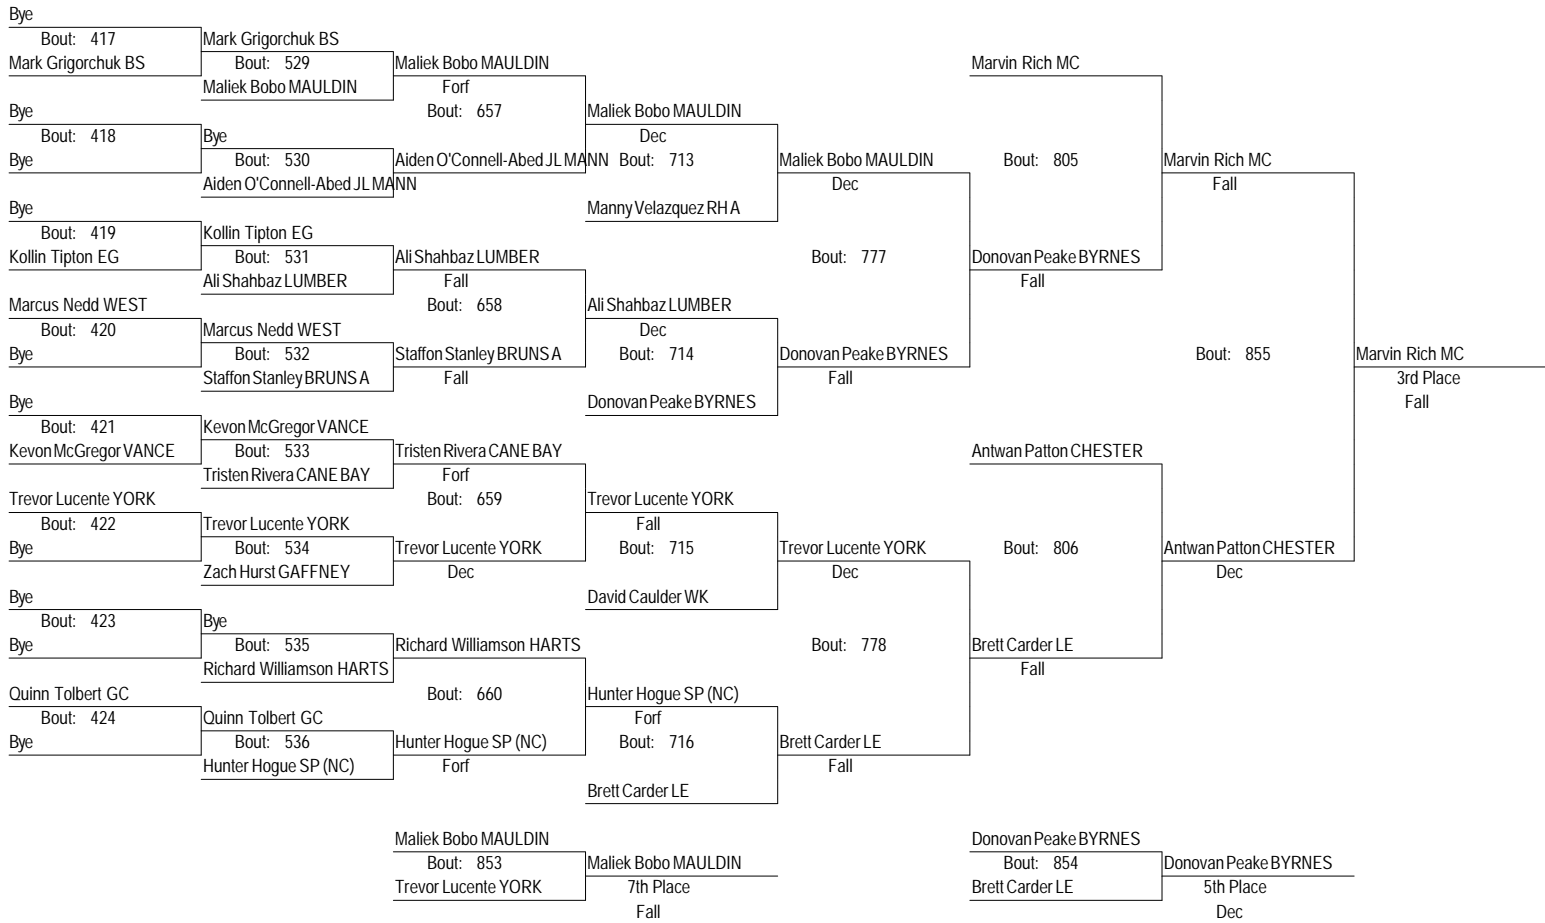 Bye
Bout: 417
Mark Grigorchuk BS
Bye
Bout: 418
Bye
Bye
Bout: 419
Kollin Tipton EG
Marcus Nedd WEST
Bout: 420
Bye
Bye
Bout: 421
Kevon McGregor VANCE
Trevor Lucente YORK
Bout: 422
Bye
Bye
Bout: 423
Bye
Quinn Tolbert GC
Bout: 424
Bye
Mark Grigorchuk BS
Bout: 529
Maliek Bobo MAULDIN
Bye
Bout: 530
Aiden O'Connell-Abed JL MANN
Kollin Tipton EG
Bout: 531
Ali Shahbaz LUMBER
Marcus Nedd WEST
Bout: 532
Staffon Stanley BRUNS A
Kevon McGregor VANCE
Bout: 533
Tristen Rivera CANE BAY
Trevor Lucente YORK
Bout: 534
Zach Hurst GAFFNEY
Bye
Bout: 535
Richard Williamson HARTS
Quinn Tolbert GC
Bout: 536
Hunter Hogue SP (NC)
Maliek Bobo MAULDIN
Forf
Bout: 657
Aiden O'Connell-Abed JL MANN
Ali Shahbaz LUMBER
Fall
Bout: 658
Staffon Stanley BRUNS A
Fall
Tristen Rivera CANE BAY
Forf
Bout: 659
Trevor Lucente YORK
Dec
Richard Williamson HARTS
Bout: 660
Hunter Hogue SP (NC)
Forf
Maliek Bobo MAULDIN
Dec
Bout: 713
Manny Velazquez RH A
Ali Shahbaz LUMBER
Dec
Bout: 714
Donovan Peake BYRNES
Trevor Lucente YORK
Fall
Bout: 715
David Caulder WK
Hunter Hogue SP (NC)
Forf
Bout: 716
Brett Carder LE
Maliek Bobo MAULDIN
Dec
Bout: 777
Donovan Peake BYRNES
Fall
Trevor Lucente YORK
Dec
Bout: 778
Brett Carder LE
Fall
Marvin Rich MC
Bout: 805
Donovan Peake BYRNES
Fall
Antwan Patton CHESTER
Bout: 806
Brett Carder LE
Fall
Marvin Rich MC
Fall
Bout: 855
Antwan Patton CHESTER
Dec
Marvin Rich MC
3rd Place
Fall
Maliek Bobo MAULDIN
Bout: 853
Trevor Lucente YORK
Maliek Bobo MAULDIN
7th Place
Fall
Donovan Peake BYRNES
Bout: 854
Brett Carder LE
Donovan Peake BYRNES
5th Place
Dec